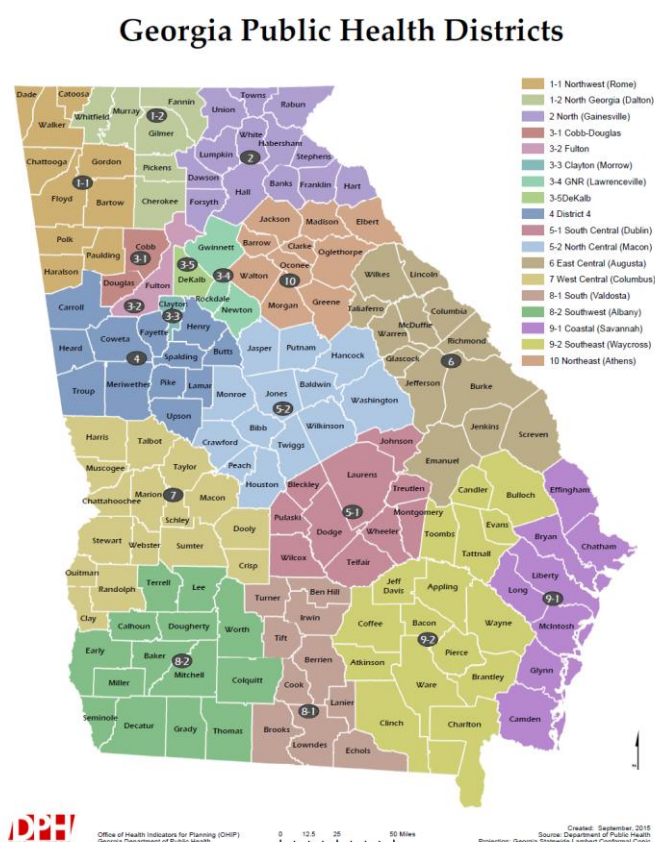 Georgia Public Health Districts
1-1 Northwest (Rome)
1-2 North Georgia (Dalton)
2 North (Gainesville)
3-1 Cobb-Douglas
3-2 Fulton
3-3 Clayton (Morrow)
3-4 GNR (Lawrenceville)
3-5DeKalb
4 District 4
5-1 South Central (Dublin)
5-2 North Central (Macon)
6 East Central (Augusta)
7 West Central (Columbus)
8-1 South (Valdosta)
8-2 Southwest (Albany)
9-1 Coastal (Savannah)
9-2 Southeast (Waycross)
10 Northeast (Athens)
Dade
Catoosa
Walker
Whitfield
Murray
Fannin
1-2
Gilmer
Chattooga
Gordon
Pickens
1-1
Floyd
Bartow
Cherokee
Polk
Paulding
Haralson
Towns
Rabun
Union
White
Habersham
Lumpkin
2
Stephens
Dawson
Hall
Banks
Franklin
Hart
Forsyth
Cobb
3-1
Douglas
Fulton
3-2
3-5
DeKalb
Gwinnett
3-4
Rockdale
Newton
Clayton
3-3
Jackson
Madison
Elbert
Barrow
Clarke
Oglethorpe
Oconee
Walton
10
Morgan
Greene
Carroll
Fayette
Henry
Coweta
Heard
4
Spalding
Butts
Troup
Meriwether
Pike
Lamar
Upson
Jasper
Putnam
Hancock
Monroe
Jones
Baldwin
5-2
Washington
Bibb
Wilkinson
Crawford
Twiggs
Peach
Houston
Wilkes
Lincoln
Taliaferro
Columbia
McDuffie
Warren
Richmond
Glascock
6
Jefferson
Burke
Jenkins
Screven
Emanuel
Harris
Talbot
Muscogee
Taylor
Chattahoochee
Marion
7
Macon
Schley
Dooly
Stewart
Webster
Sumter
Crisp
Quitman
Randolph
Clay
Johnson
Bleckley
Laurens
Treutlen
Pulaski
5-1
Montgomery
Dodge
Wheeler
Wilcox
Telfair
Candler
Bulloch
Toombs
Evans
Tattnall
Effingham
Bryan
Chatham
Liberty
Long
9-1
McIntosh
Glynn
Camden
Terrell
Lee
Calhoun
Dougherty
Worth
Early
Baker
8-2
Mitchell
Miller
Colquitt
Seminole
Decatur
Grady
Thomas
Turner
Ben Hill
Irwin
Tift
Berrien
Cook
Lanier
8-1
Brooks
Lowndes
Echols
Jeff
Davis
Appling
Coffee
Bacon
Wayne
9-2
Pierce
Atkinson
Ware
Brantley
Clinch
Charlton
DPH
Office of Health Indicators for Planning (OHIP)
Georgia Department of Public Health
0 12.5 25 50 Miles
Created: September, 2015
Source: Department of Public Health
Projection: Georgia Statewide Lambert Conformal Conic